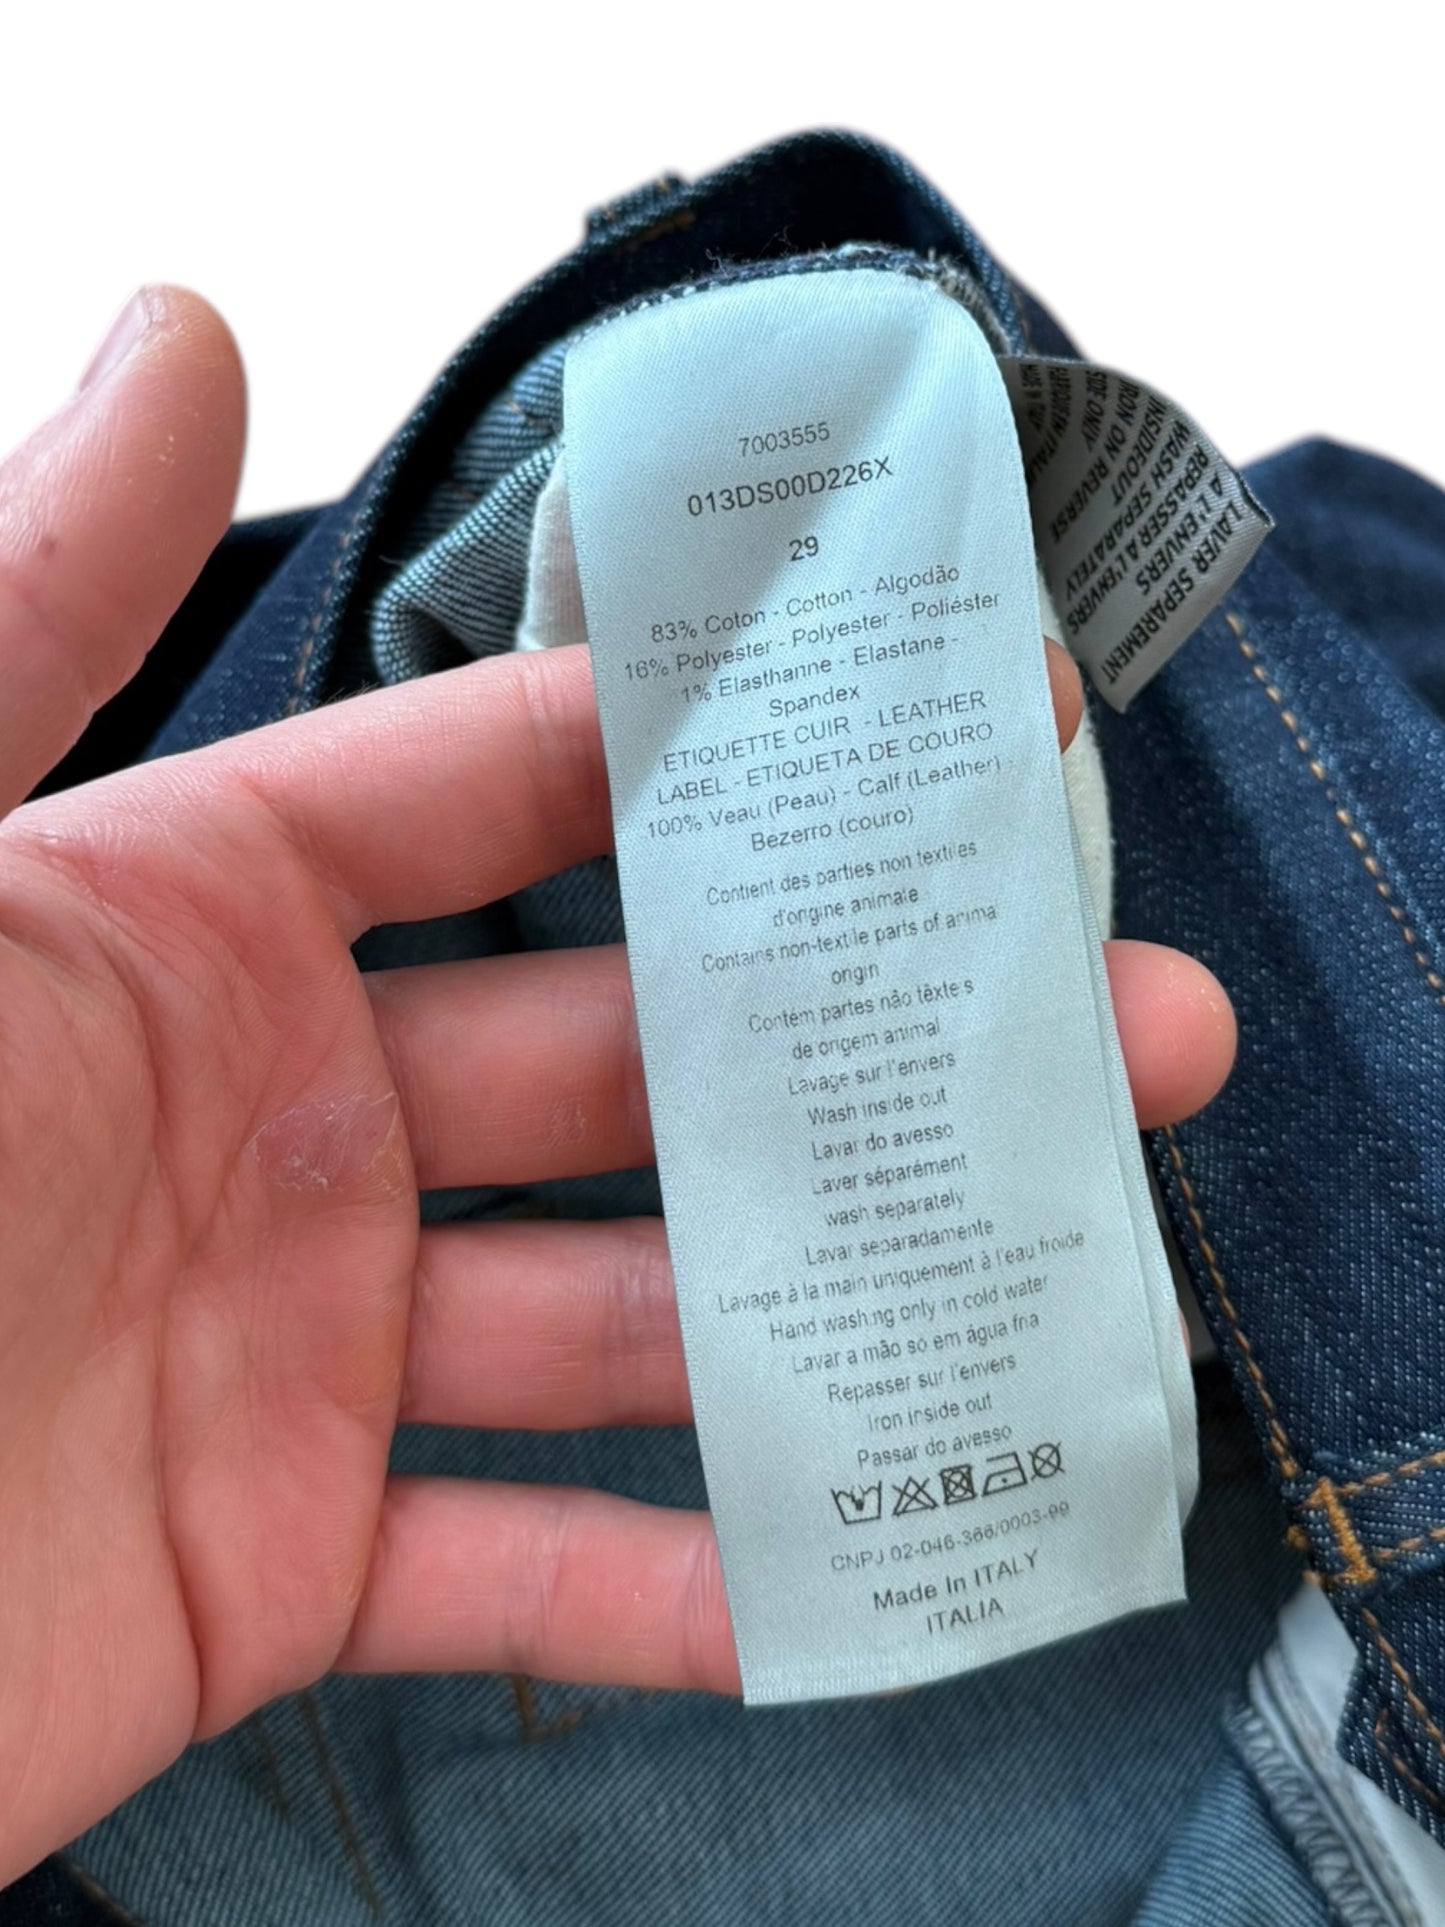 7003555
013DS00D226X
29
83% Coton - Cotton - Algodão
16% Polyester - Polyester - Poliéster
1% Elasthanne - Elastane -
Spandex
ETIQUETTE CUIR - LEATHER
LABEL - ETIQUETA DE COURO
100% Veau (Peau) - Calf (Leather) -
Bezerro (couro)
Contient des parties non textiles
d'origine animale
Contains non-textile parts of anima
origin
Contém partes não têxte s
de origem animal
Lavage sur l'envers
Wash inside out
Lavar do avesso
Laver séparément
wash separately
Lavar separadamente
Lavage à la main uniquement à l'eau froide
Hand washing only in cold water
Lavar a mão so em água fria
Repasser sur l'envers
Iron inside out
Passar do avesso
CNPJ 02-046-366/0003-99
Made In ITALY
ITALIA
LAVER SEPAREMENT
A L'ENVERS
REPASSER A L'ENVERS
WASH SEPARATELY
INSIDEOUT
IRON ON REVERSE
SIDE ONLY
MADE IN ITALY